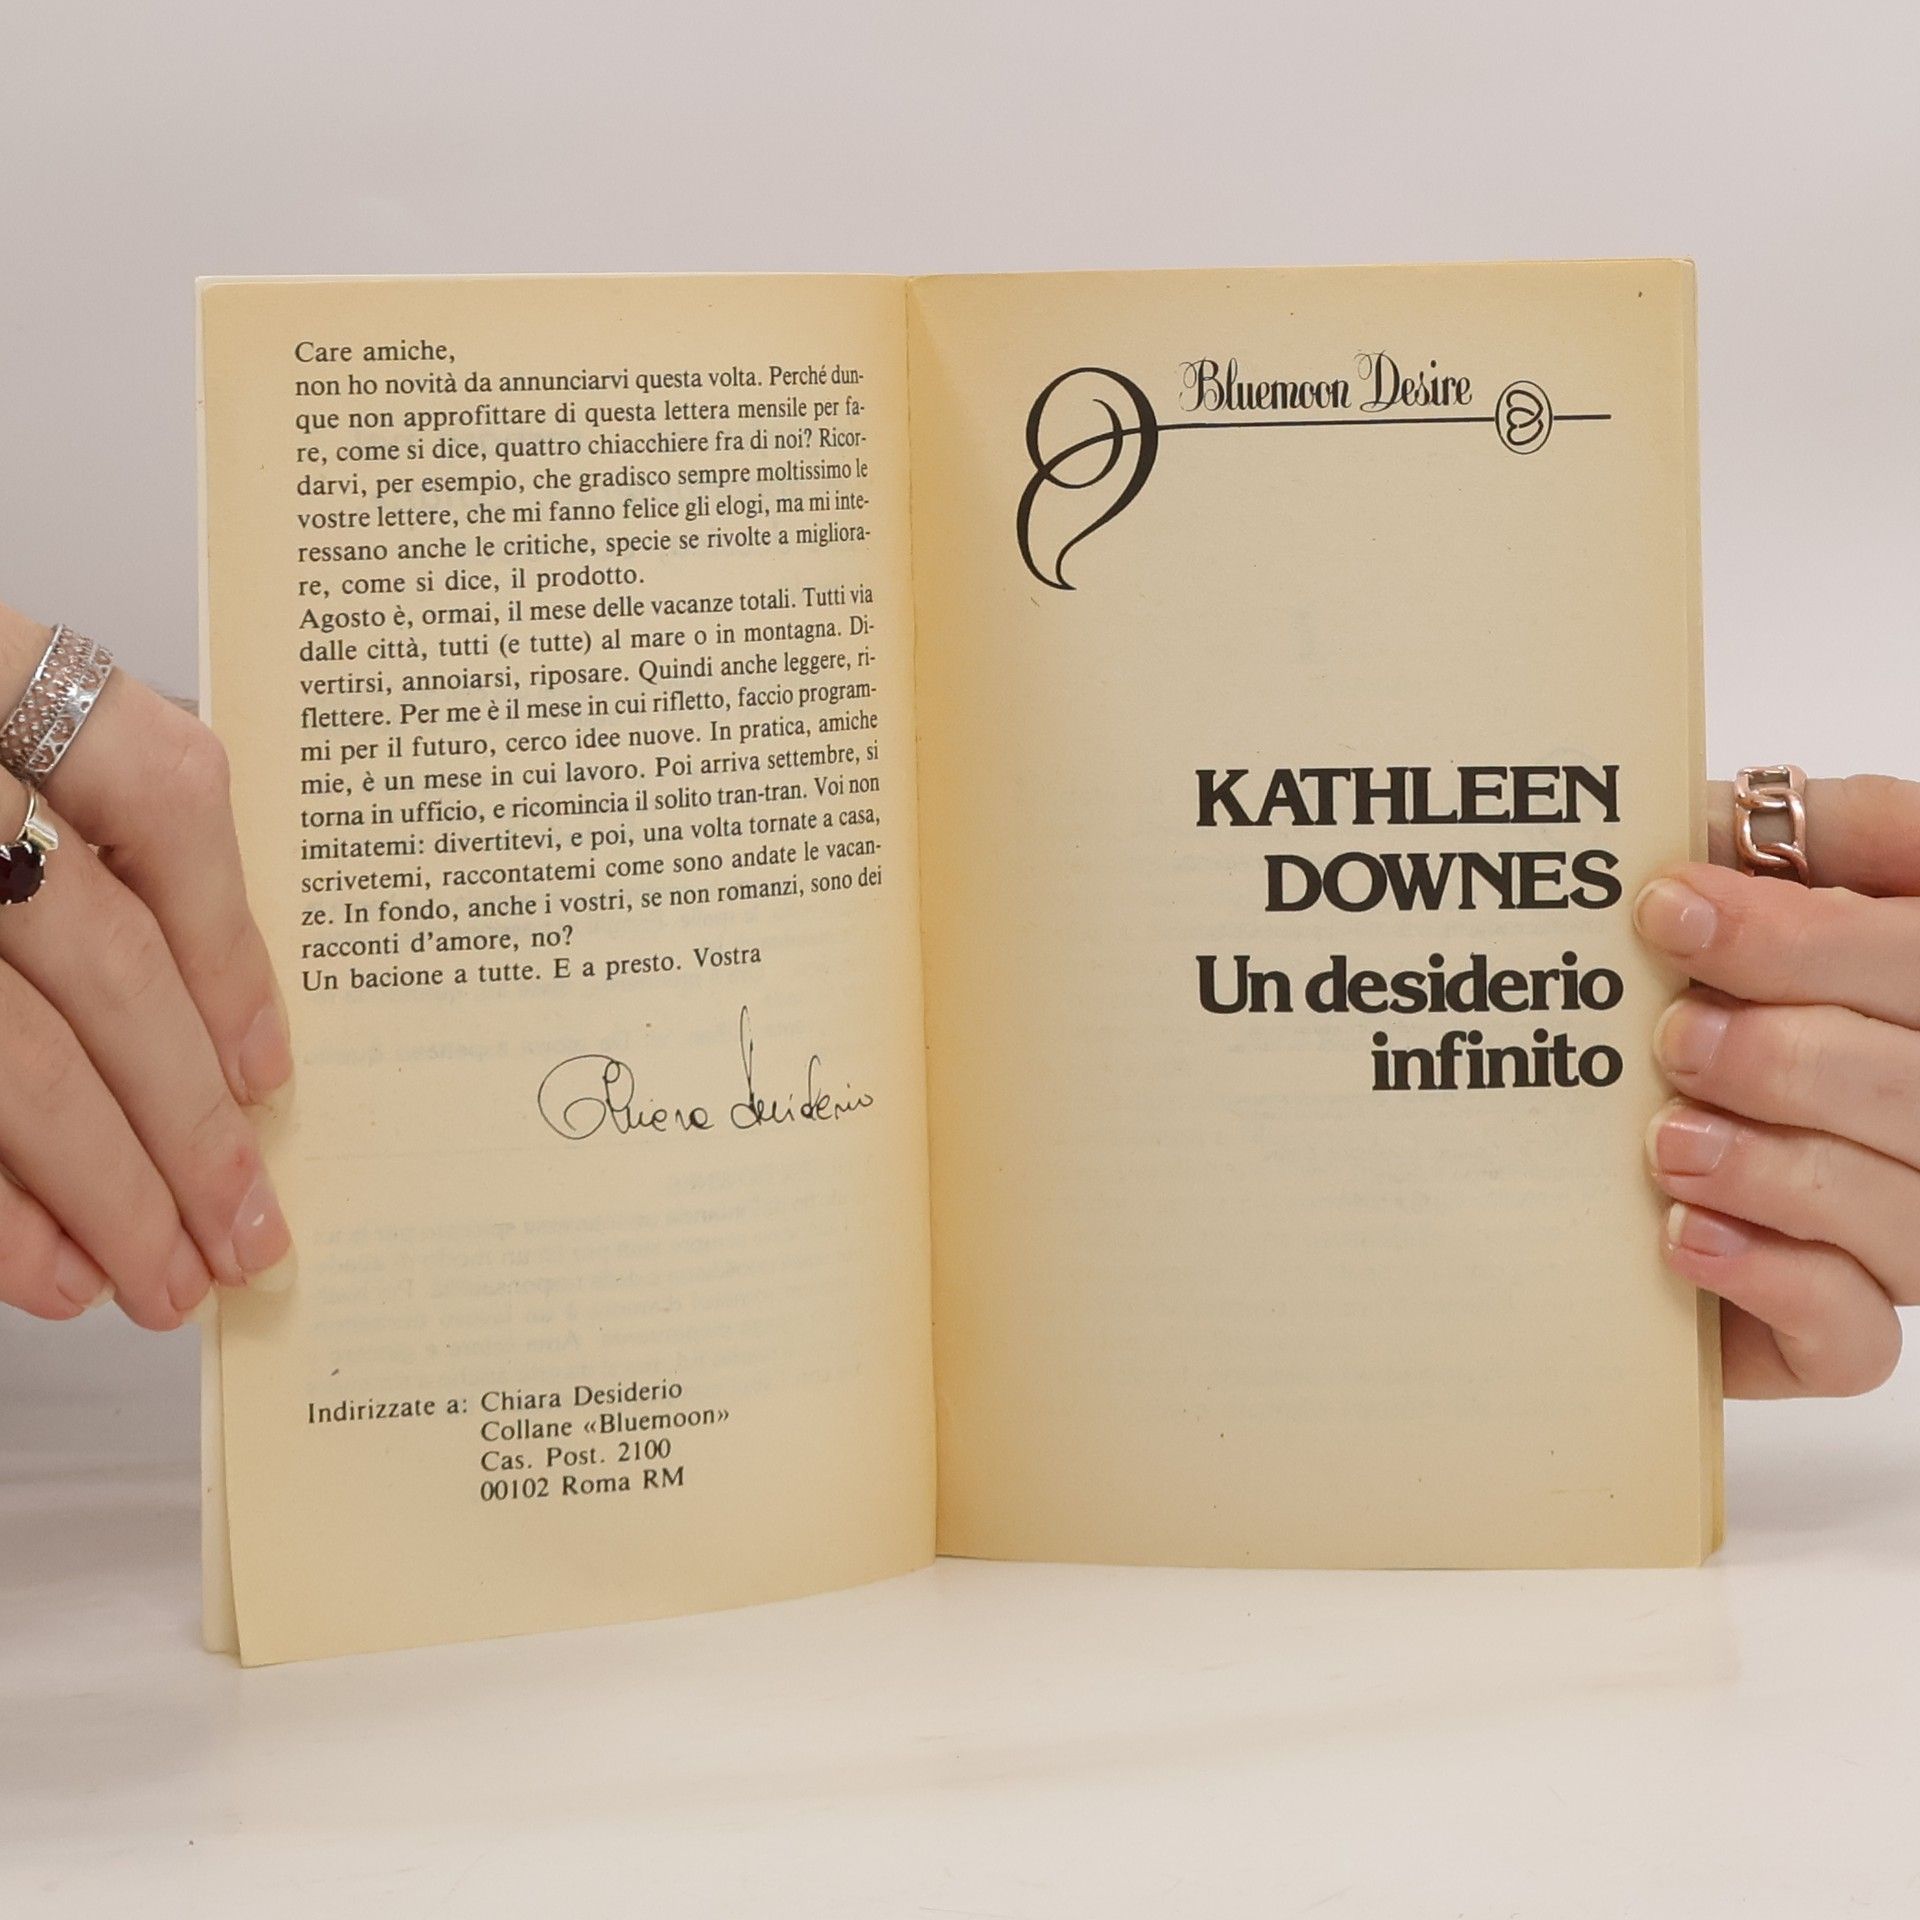 Care amiche,
non ho novità da annunciarvi questa volta. Perché dun-
que non approfittare di questa lettera mensile per fa-
re, come si dice, quattro chiacchiere fra di noi? Ricor-
darvi, per esempio, che gradisco sempre moltissimo le
vostre lettere, che mi fanno felice gli elogi, ma mi inte-
ressano anche le critiche, specie se rivolte a migliora-
re, come si dice, il prodotto.
Agosto è, ormai, il mese delle vacanze totali. Tutti via
dalle città, tutti (e tutte) al mare o in montagna. Di-
vertirsi, annoiarsi, riposare. Quindi anche leggere, ri-
flettere. Per me è il mese in cui rifletto, faccio program-
mi per il futuro, cerco idee nuove. In pratica, amiche
mie, è un mese in cui lavoro. Poi arriva settembre, si
torna in ufficio, e ricomincia il solito tran-tran. Voi non
imitatemi: divertitevi, e poi, una volta tornate a casa,
scrivetemi, raccontatemi come sono andate le vacan-
ze. In fondo, anche i vostri, se non romanzi, sono dei
racconti d'amore, no?
Un bacione a tutte. E a presto. Vostra
Chiara Desiderio
Indirizzate a: Chiara Desiderio
Collane «Bluemoon»
Cas. Post. 2100
00102 Roma RM
Bluemoon Desire
KATHLEEN
DOWNES
Un desiderio
infinito